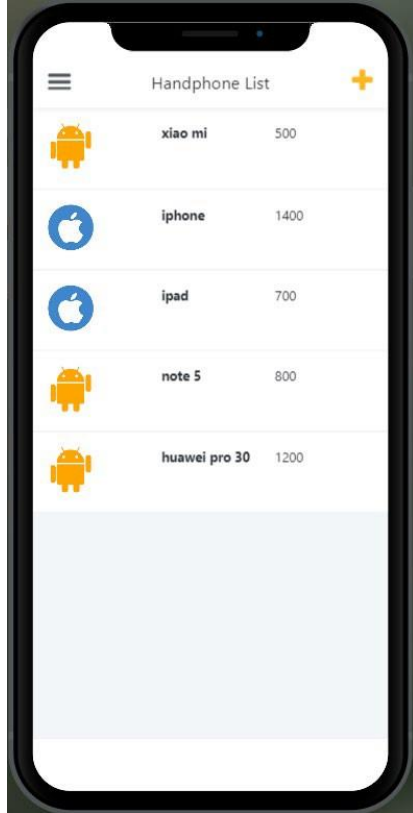 Handphone List
xiao mi 500
iphone 1400
ipad 700
note 5 800
huawei pro 30 1200